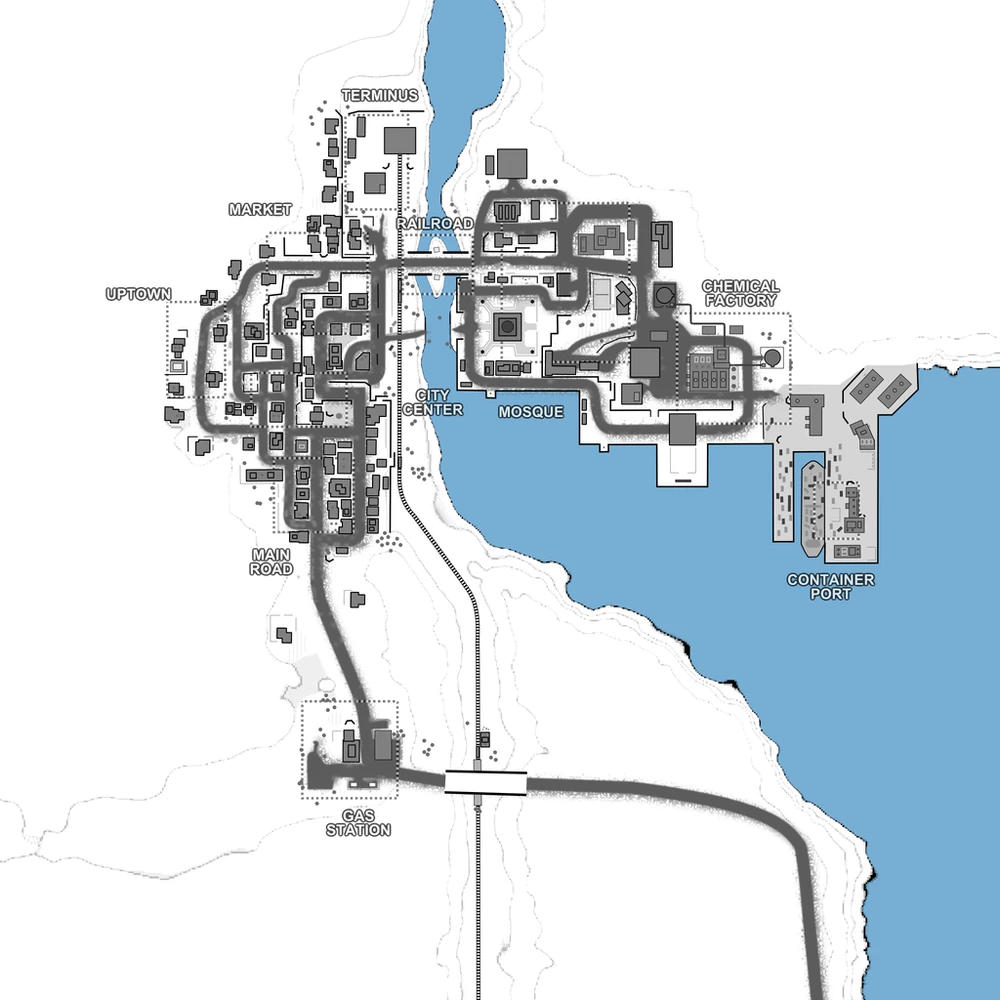 TERMINUS
MARKET
RAILROAD
UPTOWN
CHEMICAL
FACTORY
CITY
CENTER
MOSQUE
MAIN
ROAD
CONTAINER
PORT
GAS
STATION